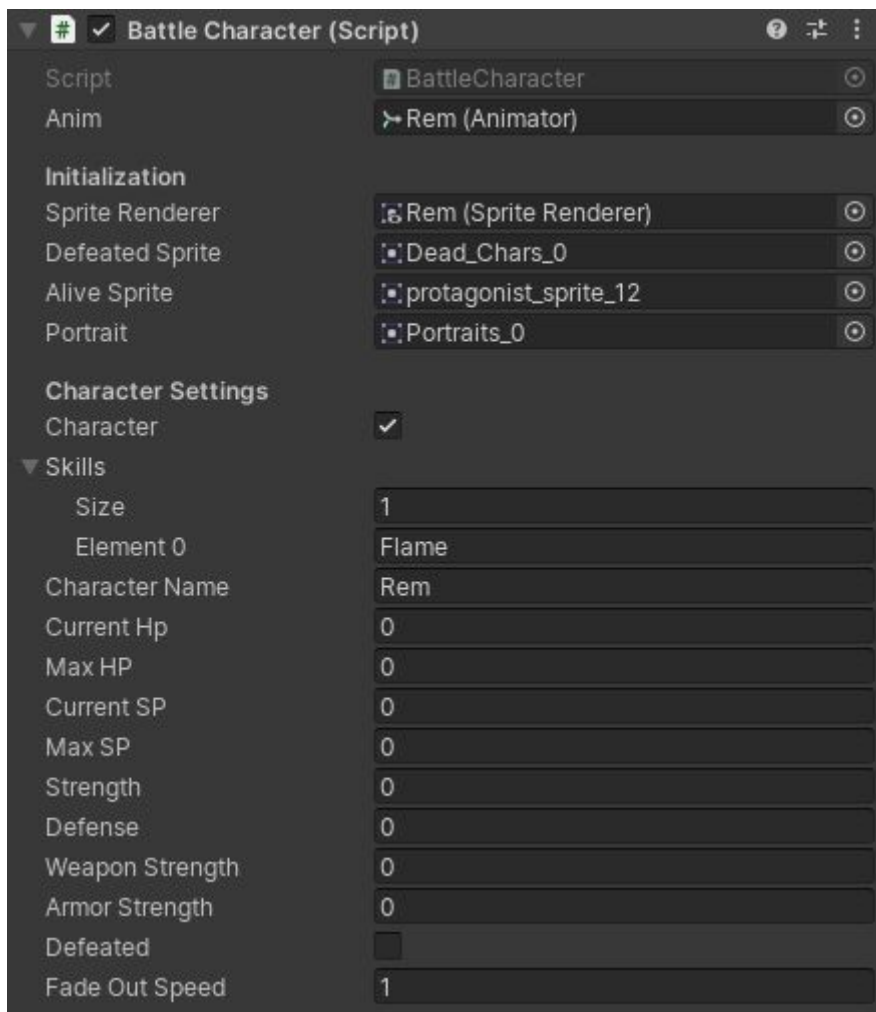 Battle Character (Script)
Script BattleCharacter
Anim Rem (Animator)
Initialization
Sprite Renderer Rem (Sprite Renderer)
Defeated Sprite Dead_Chars_0
Alive Sprite protagonist_sprite_12
Portrait Portraits_0
Character Settings
Character
Skills
Size 1
Element 0 Flame
Character Name Rem
Current Hp 0
Max HP 0
Current SP 0
Max SP 0
Strength 0
Defense 0
Weapon Strength 0
Armor Strength 0
Defeated
Fade Out Speed 1